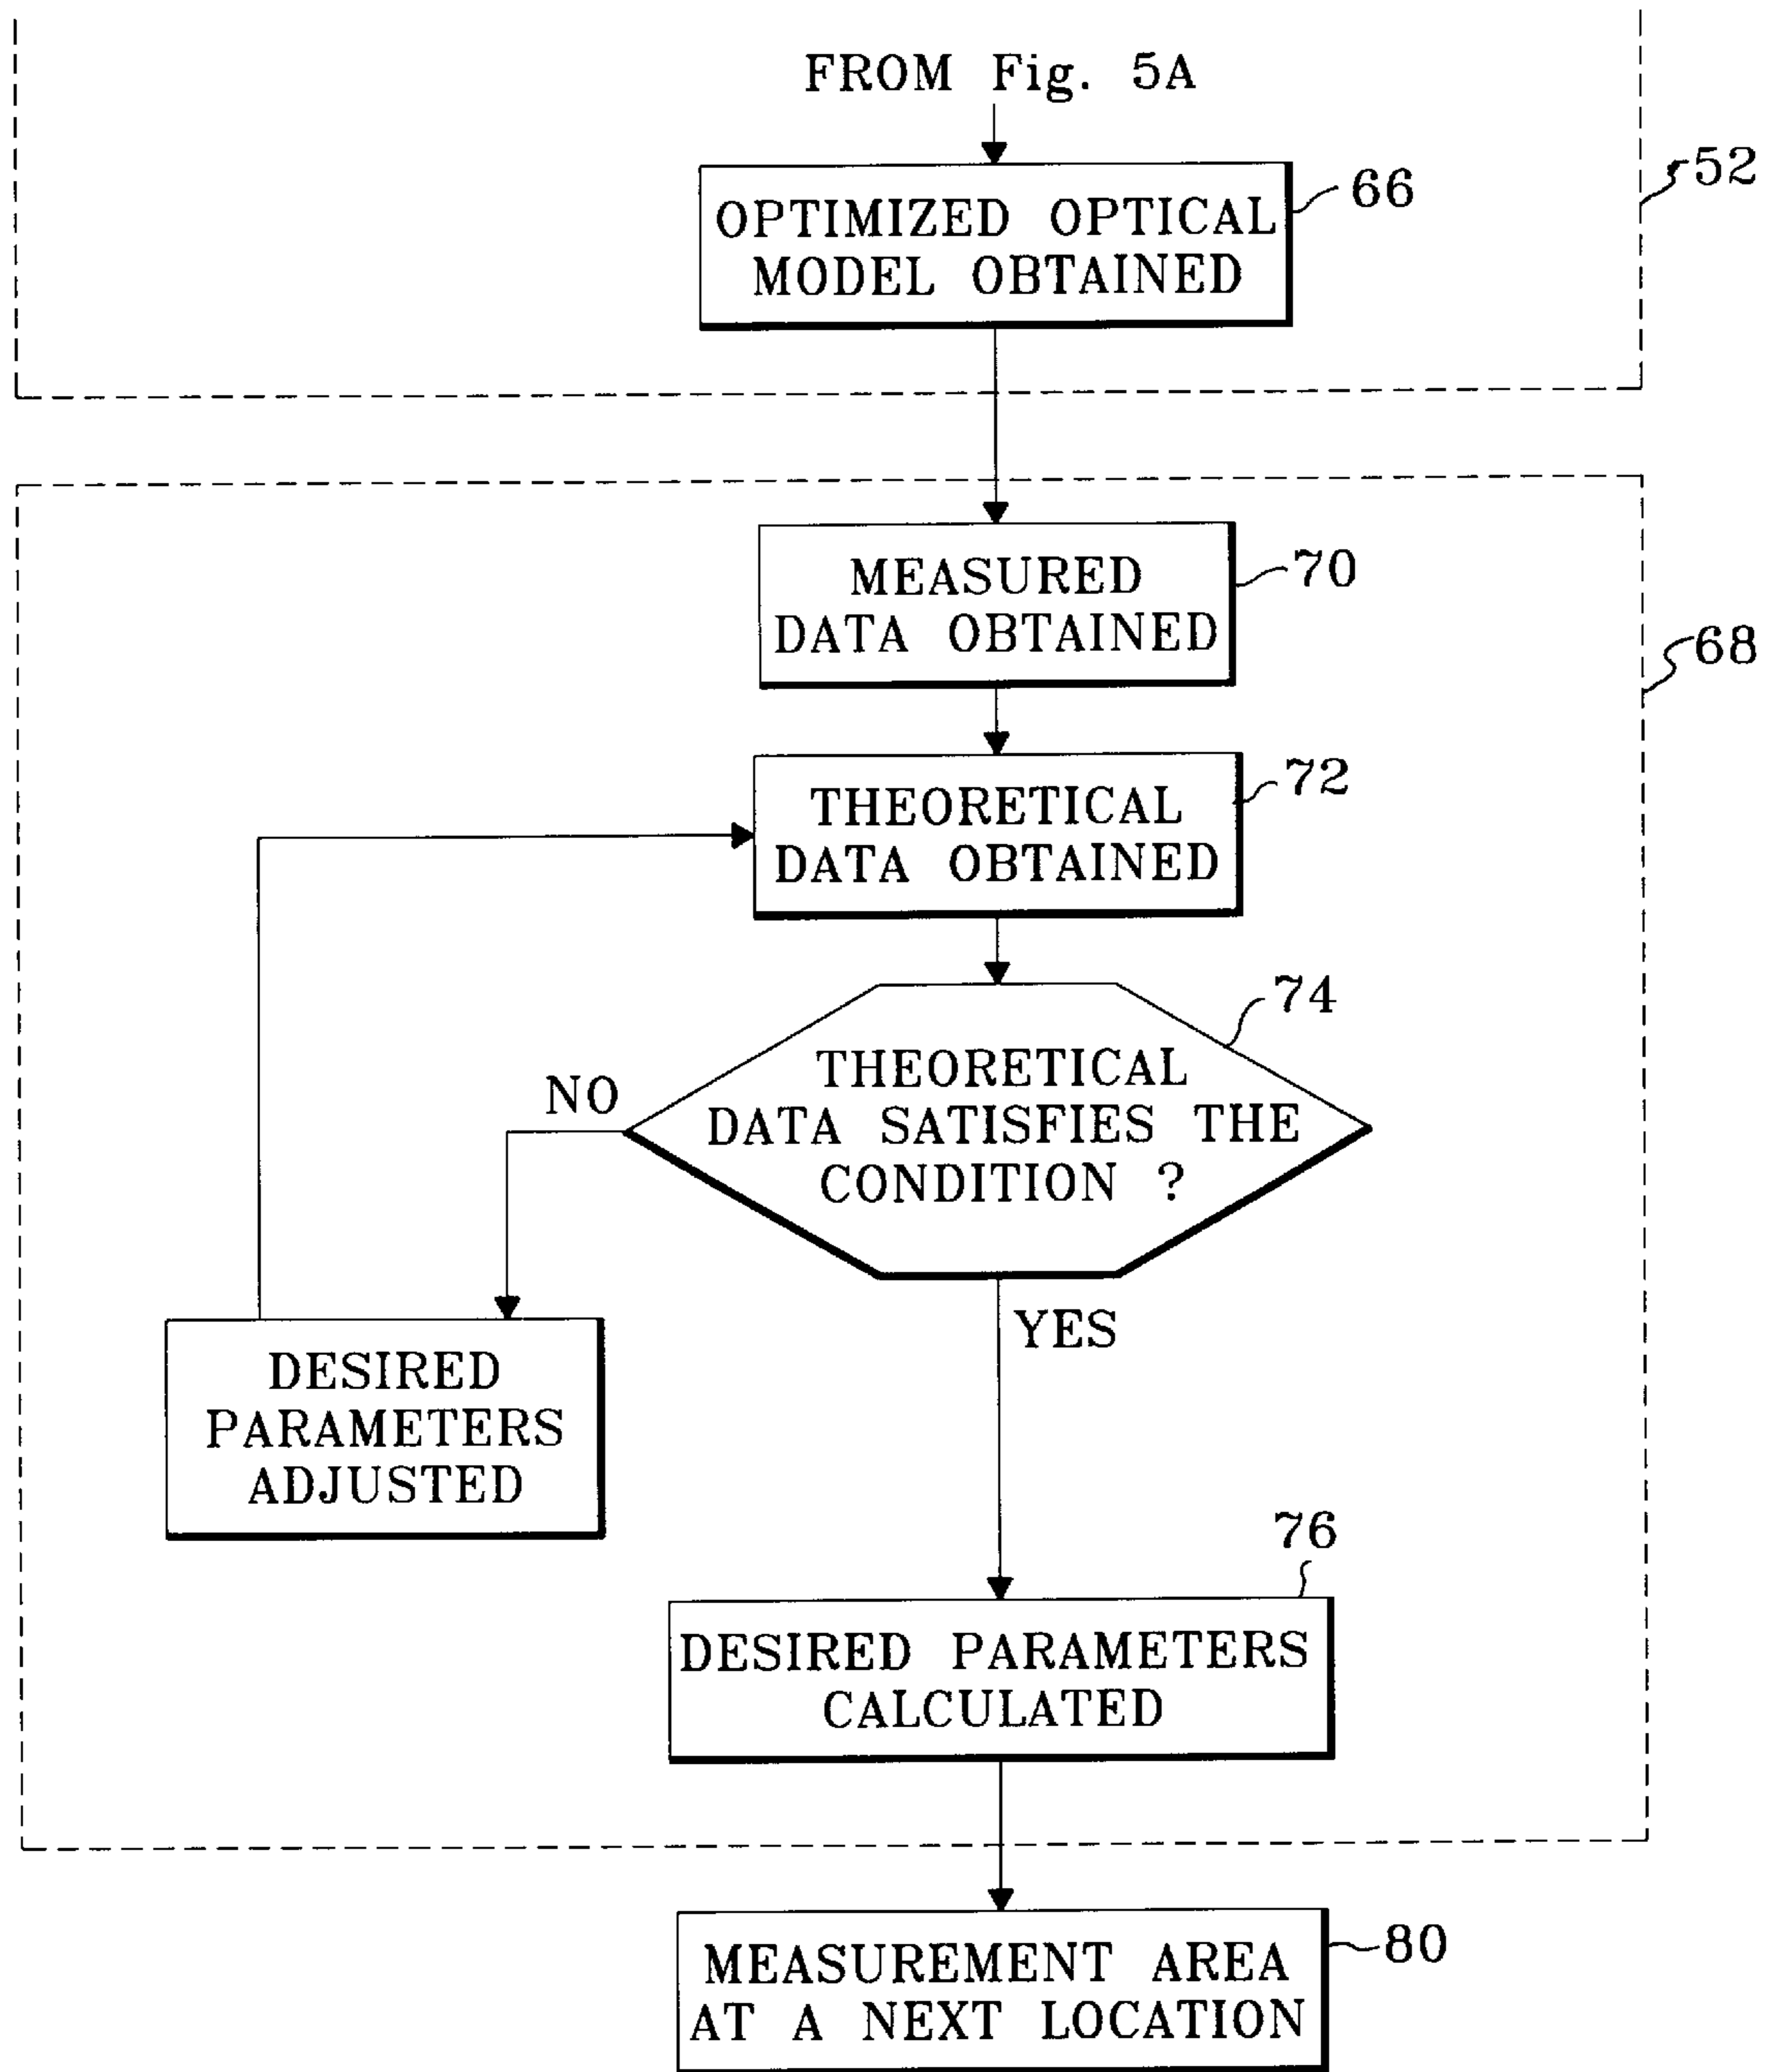 FROM Fig. 5A
OPTIMIZED OPTICAL
MODEL OBTAINED
66
52
MEASURED
DATA OBTAINED
70
68
THEORETICAL
DATA OBTAINED
72
THEORETICAL
DATA SATISFIES THE
CONDITION ?
74
NO
YES
DESIRED
PARAMETERS
ADJUSTED
76
DESIRED PARAMETERS
CALCULATED
MEASUREMENT AREA
AT A NEXT LOCATION
80